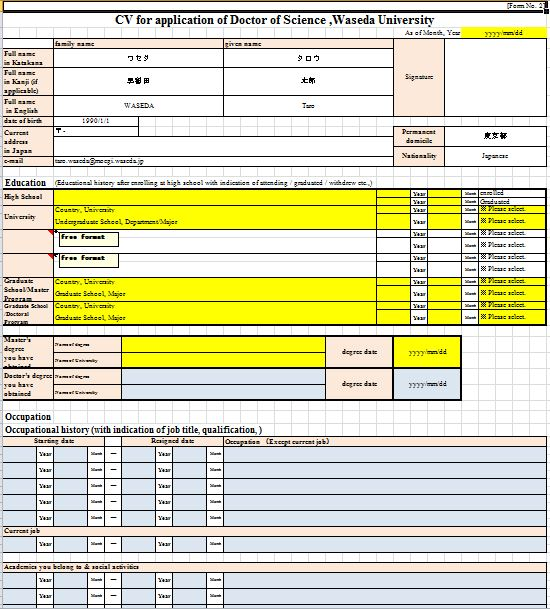 [Form No. 2]
CV for application of Doctor of Science ,Waseda University
As of Month, Year yyyy/mm/dd
family name given name
Full name in Katakana ワセダ タロウ
Full name in Kanji (if applicable) 早稲田 太郎
Signature
Full name in English WASEDA Taro
date of birth 1990/1/1
Current address in Japan 〒-
Permanent domicile 東京都
e-mail taro.waseda@moegi.waseda.jp
Nationality Japanese
Education (Educational history after enrolling at high school with indication of attending / graduated / withdrew etc.,)
High School Year Month enrolled
Year Month Graduated
University Country, University Year Month ※ Please select.
Undergraduate School, Department/Major Year Month ※ Please select.
free format Year Month ※ Please select.
Year Month ※ Please select.
free format Year Month ※ Please select.
Year Month ※ Please select.
Graduate School/Master Program Country, University Year Month ※ Please select.
Graduate School, Major Year Month ※ Please select.
Graduate School /Doctoral Program Country, University Year Month ※ Please select.
Graduate School, Major Year Month ※ Please select.
Master's degree you have obtained Name of degree degree date yyyy/mm/dd
Name of University
Doctor's degree you have obtained Name of degree degree date yyyy/mm/dd
Name of University
Occupation
Occupational history (with indication of job title, qualification, )
Starting date Resigned date Occupation (Except current job)
Year Month — Year Month
Year Month — Year Month
Year Month — Year Month
Year Month — Year Month
Year Month — Year Month
Current job
Year Month — Year Month
Academies you belong to & social activities
Year Month — Year Month
Year Month — Year Month
Year Month — Year Month